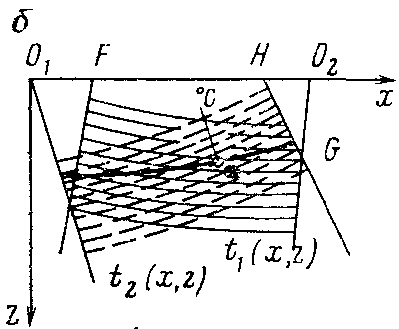 б
O₁ F H O₂
x
°C
G
t₁(x,z)
t₂(x,z)
z